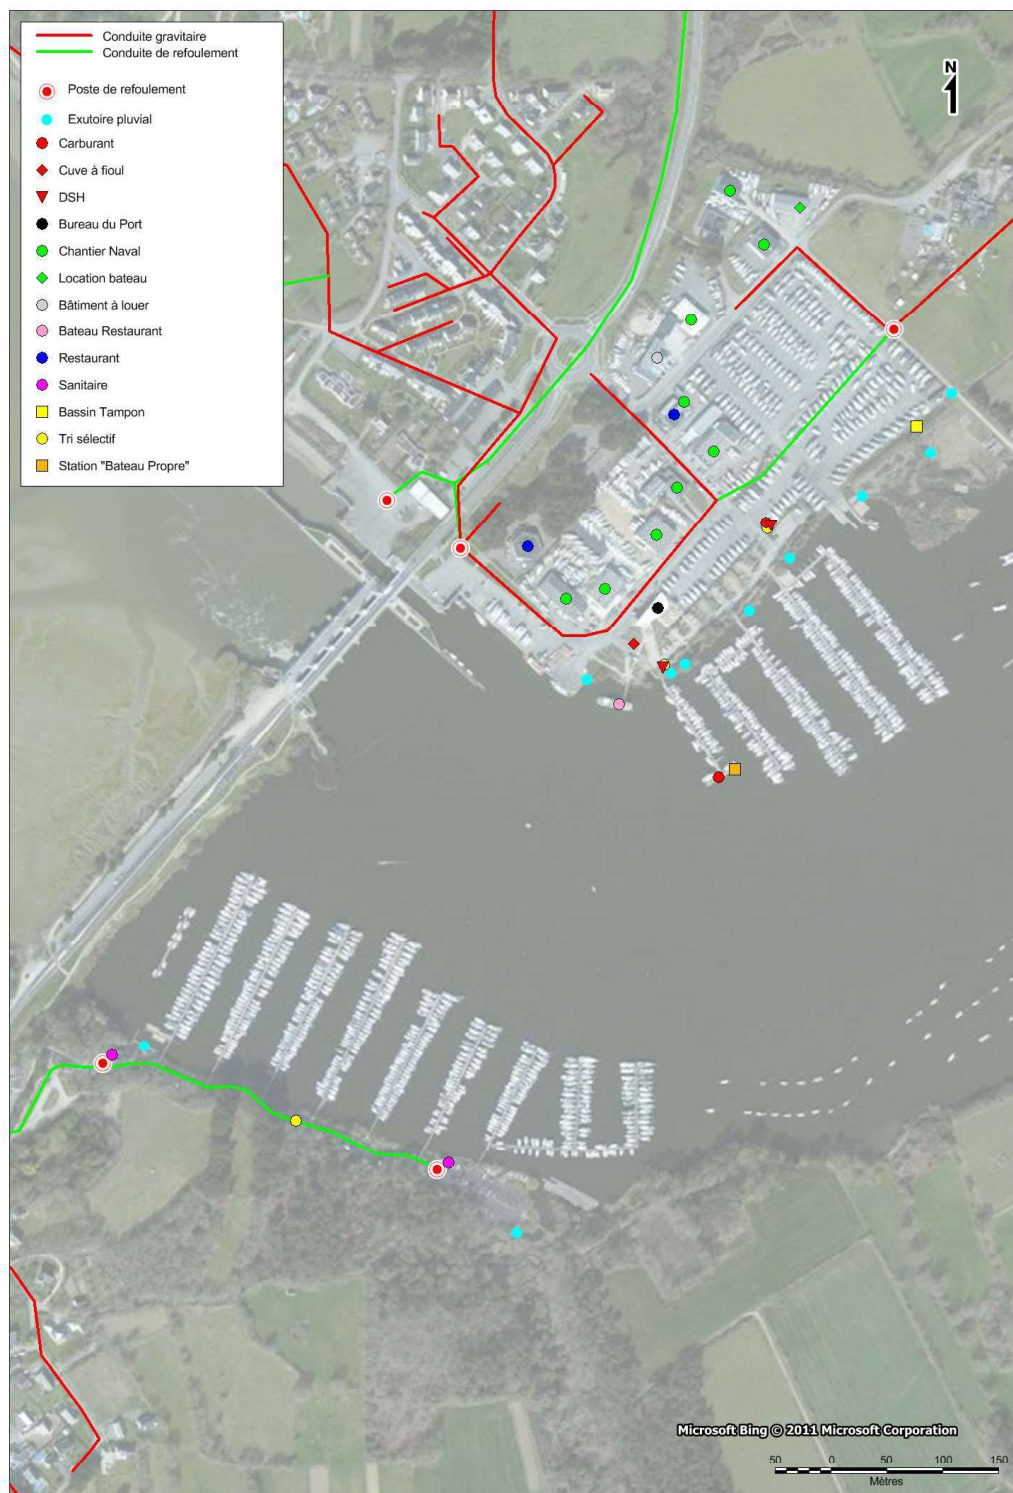 Conduite gravitaire
Conduite de refoulement
Poste de refoulement
Exutoire pluvial
Carburant
Cuve à fioul
DSH
Bureau du Port
Chantier Naval
Location bateau
Bâtiment à louer
Bateau Restaurant
Restaurant
Sanitaire
Bassin Tampon
Tri sélectif
Station "Bateau Propre"
N
Microsoft Bing © 2011 Microsoft Corporation
50 0 50 100 150
Mètres